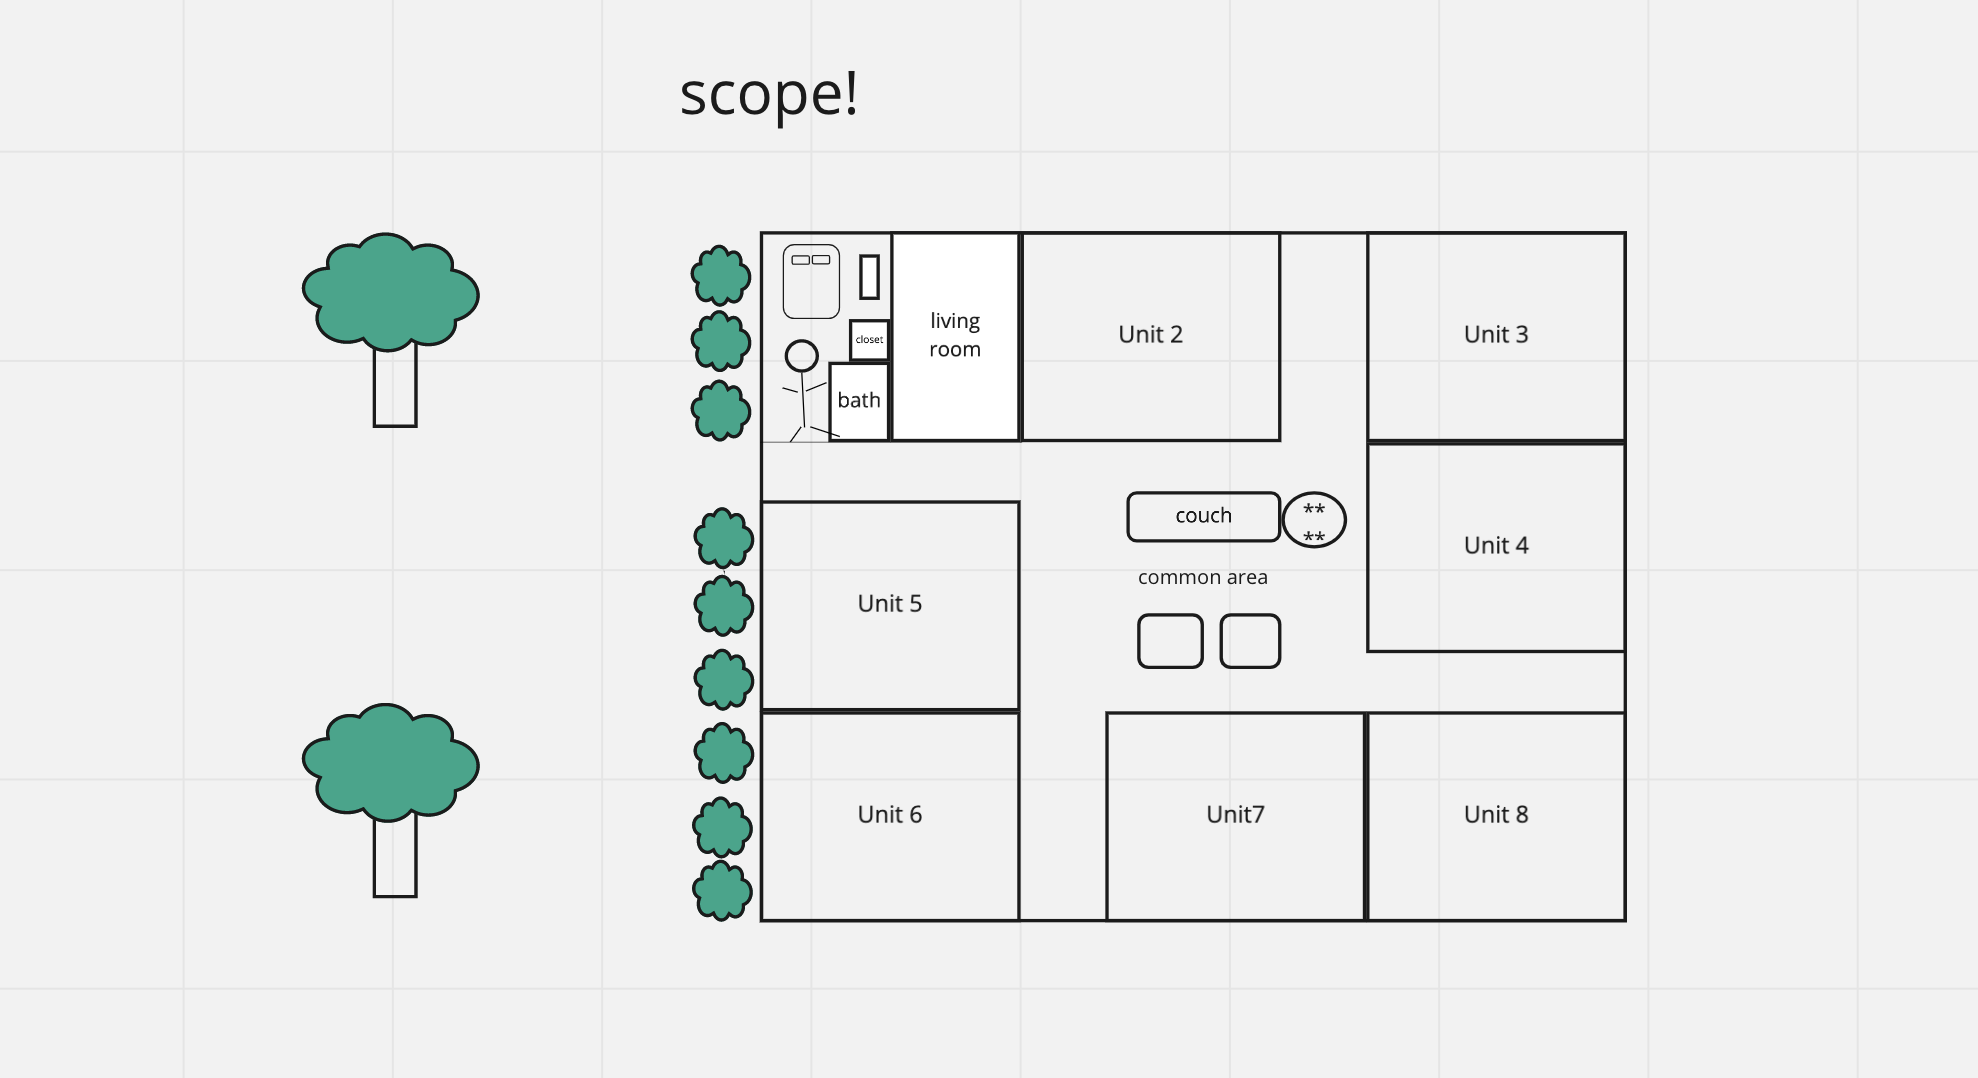 scope!
living
room
closet
bath
Unit 2
Unit 3
couch
**
**
Unit 4
common area
Unit 5
Unit 6
Unit7
Unit 8